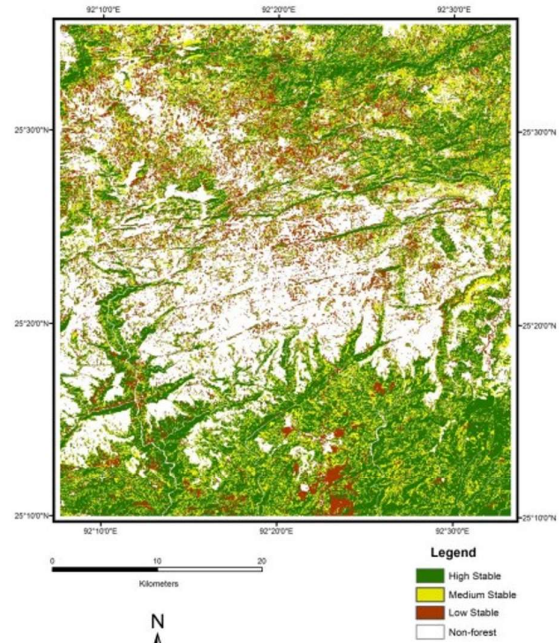 92°10'0"E 92°20'0"E 92°30'0"E
25°30'0"N 25°30'0"N
25°20'0"N 25°20'0"N
25°10'0"N 25°10'0"N
92°10'0"E 92°20'0"E 92°30'0"E
0 10 20
Kilometers
N
Legend
High Stable
Medium Stable
Low Stable
Non-forest